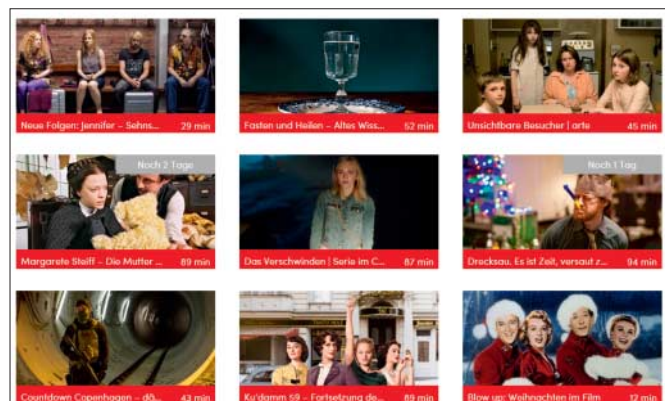 Neue Folgen: Jennifer – Sehns... 29 min
Fasten und Heilen – Altes Wiss... 52 min
Unsichtbare Besucher | arte 45 min
Noch 2 Tage
Noch 1 Tag
Margarete Steiff – Die Mutter ... 89 min
Das Verschwinden | Serie im C... 87 min
Drecksau. Es ist Zeit, versaut z... 94 min
Countdown Copenhagen – dä... 43 min
Ku'damm 59 – Fortsetzung de... 89 min
Blow up: Weihnachten im Film 12 min